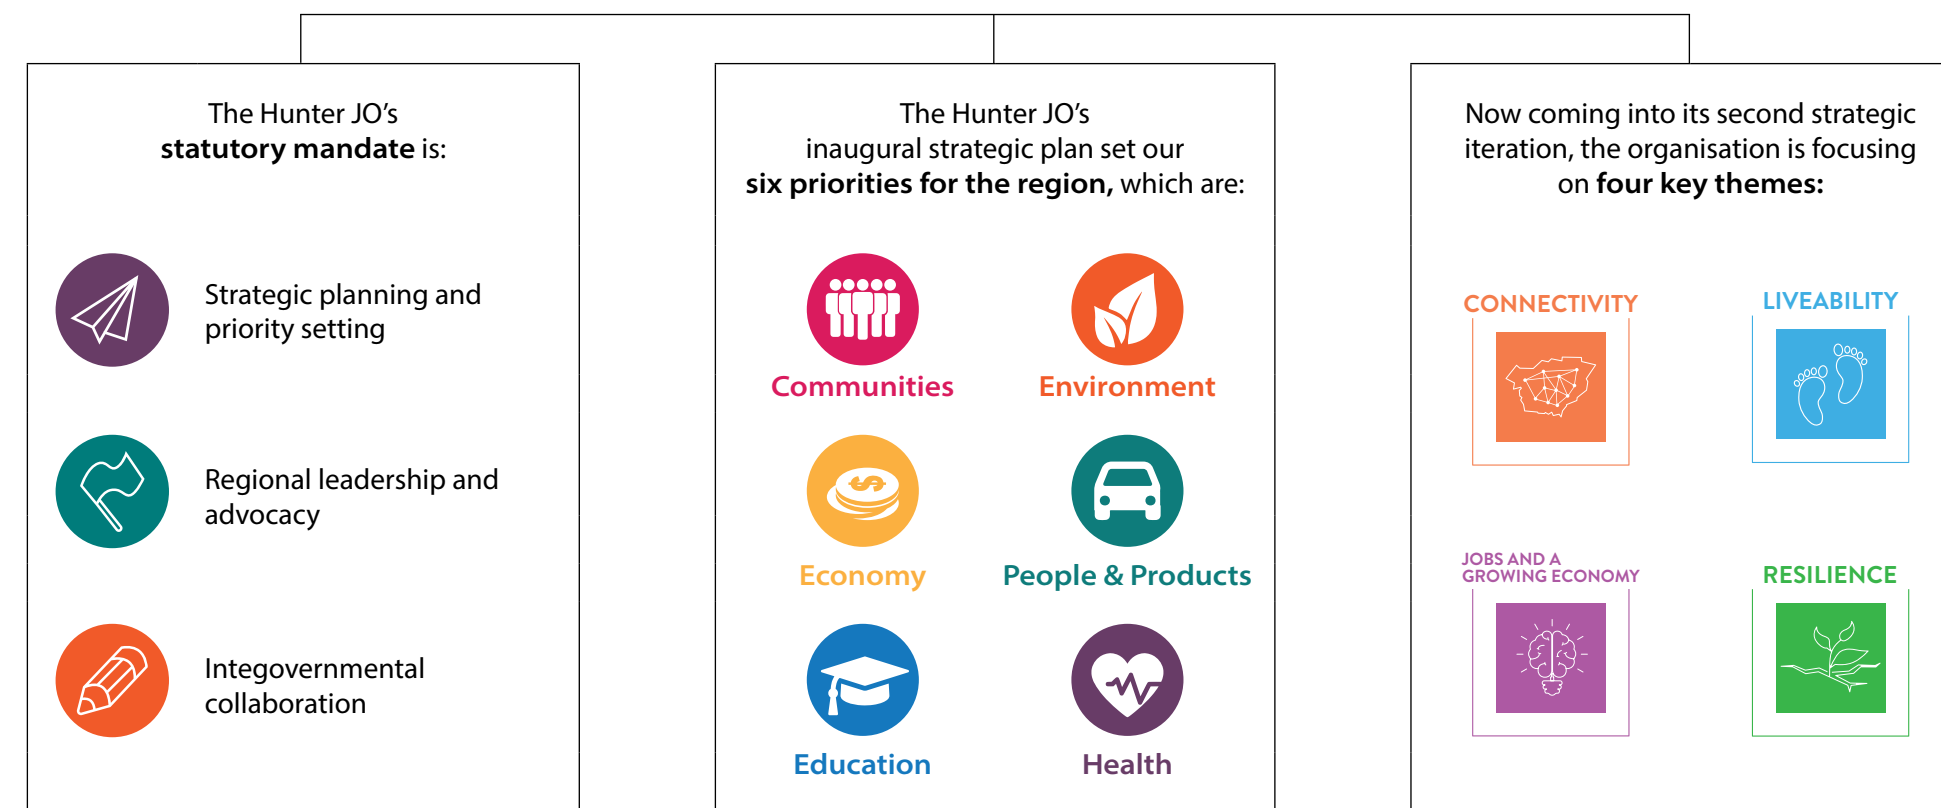 The Hunter JO's
statutory mandate is:
Strategic planning and
priority setting
Regional leadership and
advocacy
Integovernmental
collaboration
The Hunter JO's
inaugural strategic plan set our
six priorities for the region, which are:
Communities
Environment
Economy
People & Products
Education
Health
Now coming into its second strategic
iteration, the organisation is focusing
on four key themes:
CONNECTIVITY
LIVEABILITY
JOBS AND A
GROWING ECONOMY
RESILIENCE